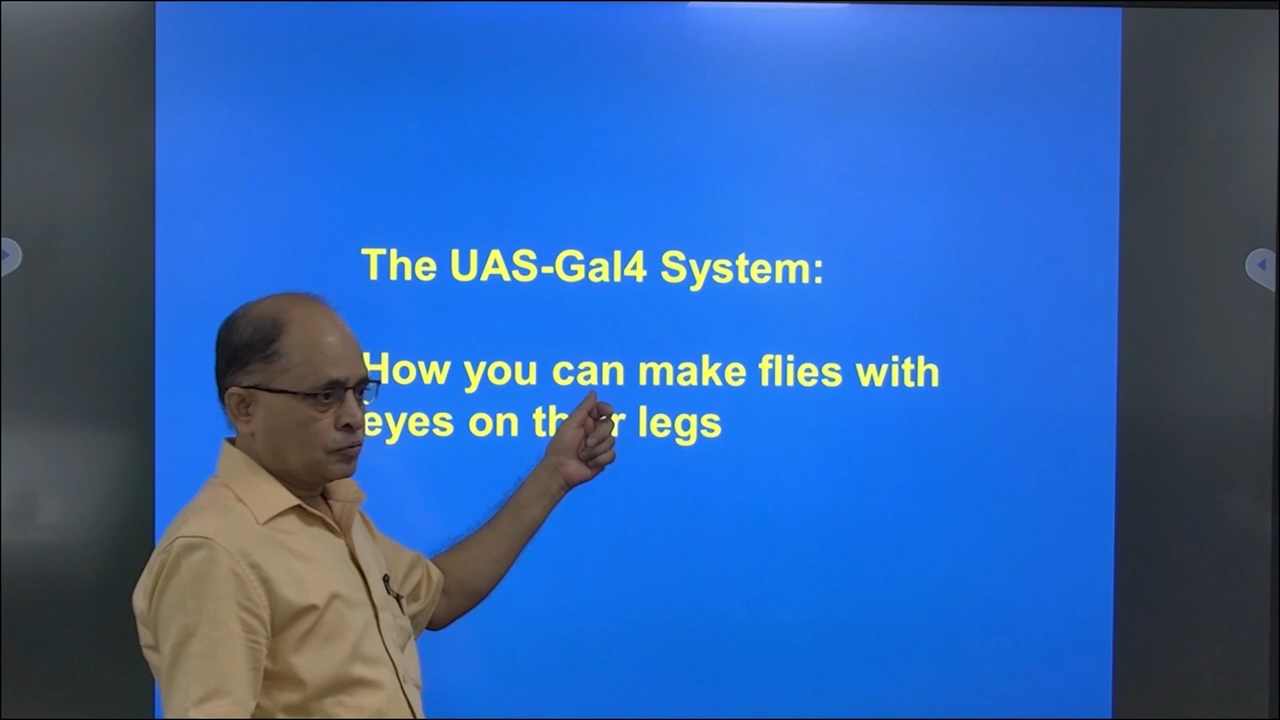 The UAS-Gal4 System:
How you can make flies with
eyes on their legs